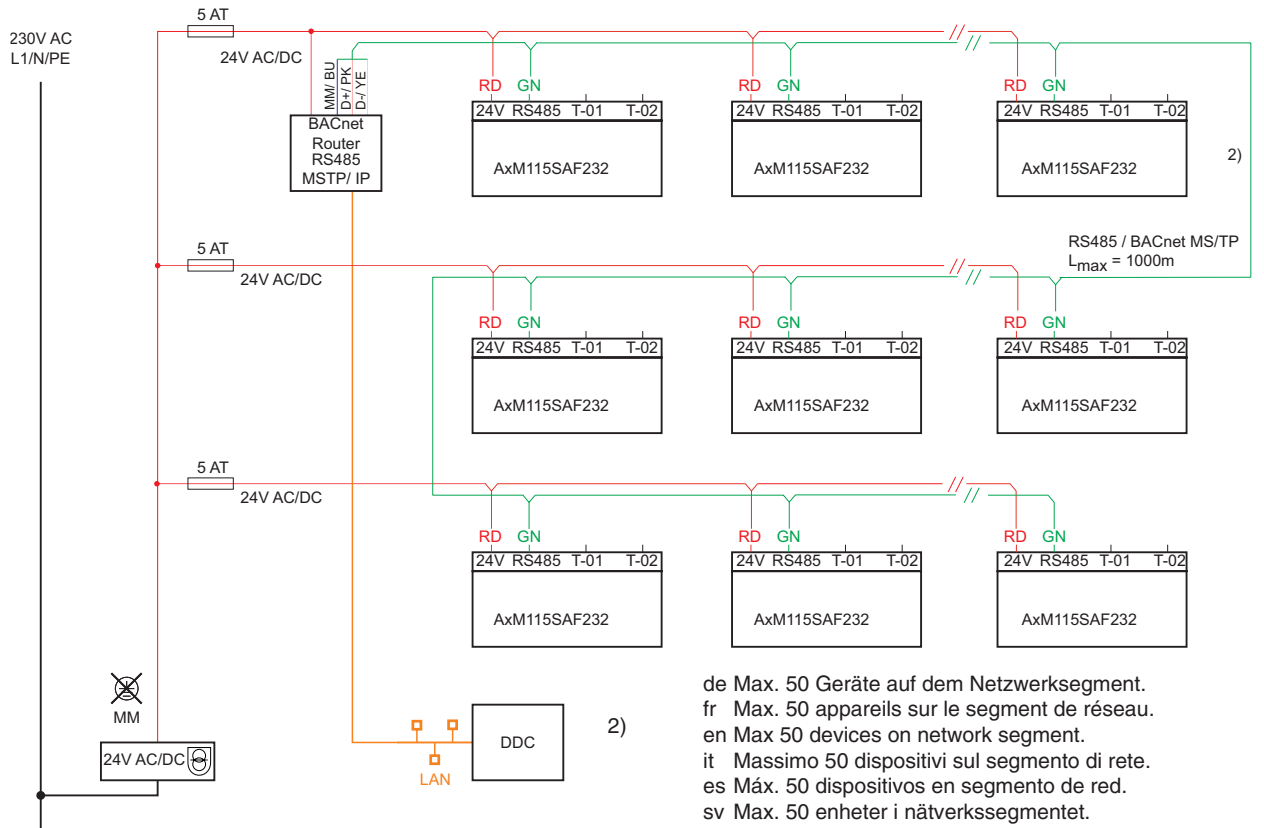 5 AT
230V AC
L1/N/PE
24V AC/DC
MM/ BU
D+/ PK
D-/ YE
BACnet
Router
RS485
MSTP/ IP
RD GN
24V RS485 T-01 T-02
AxM115SAF232
RD GN
24V RS485 T-01 T-02
AxM115SAF232
RD GN
24V RS485 T-01 T-02
AxM115SAF232
2)
RS485 / BACnet MS/TP
Lmax = 1000m
5 AT
24V AC/DC
RD GN
24V RS485 T-01 T-02
AxM115SAF232
RD GN
24V RS485 T-01 T-02
AxM115SAF232
RD GN
24V RS485 T-01 T-02
AxM115SAF232
5 AT
24V AC/DC
RD GN
24V RS485 T-01 T-02
AxM115SAF232
RD GN
24V RS485 T-01 T-02
AxM115SAF232
RD GN
24V RS485 T-01 T-02
AxM115SAF232
MM
24V AC/DC
LAN
DDC
2)
de Max. 50 Geräte auf dem Netzwerksegment.
fr Max. 50 appareils sur le segment de réseau.
en Max 50 devices on network segment.
it Massimo 50 dispositivi sul segmento di rete.
es Máx. 50 dispositivos en segmento de red.
sv Max. 50 enheter i nätverkssegmentet.